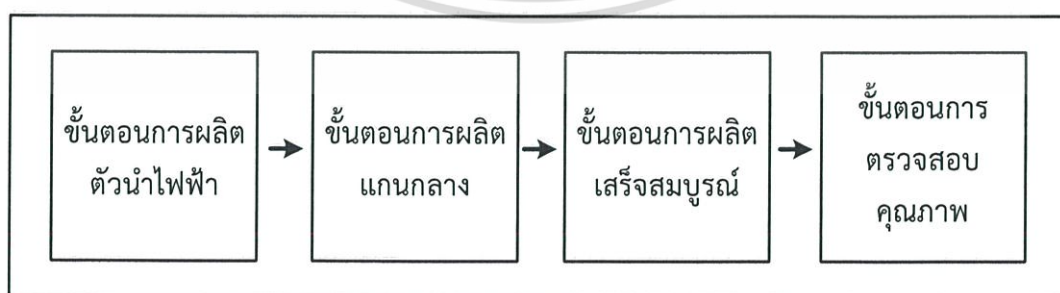 ขั้นตอนการผลิต
ตัวนำไฟฟ้า
ขั้นตอนการผลิต
แกนกลาง
ขั้นตอนการผลิต
เสร็จสมบูรณ์
ขั้นตอนการ
ตรวจสอบ
คุณภาพ